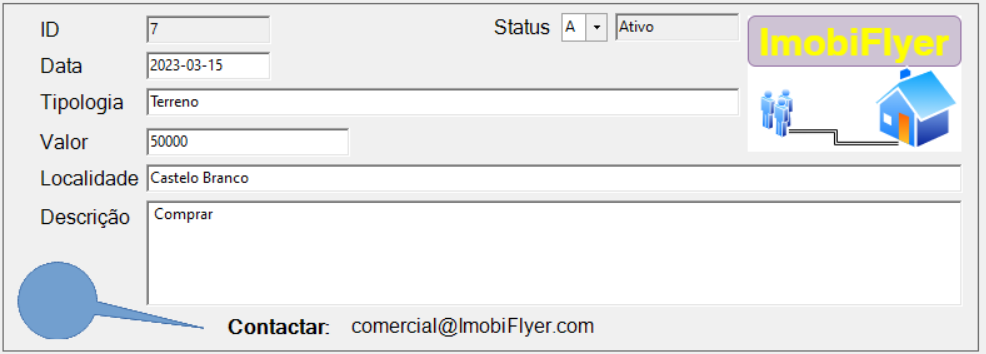 ID 7 Status A Ativo
ImobiFlyer
Data 2023-03-15
Tipologia Terreno
Valor 50000
Localidade Castelo Branco
Descrição Comprar
Contactar: comercial@ImobiFlyer.com